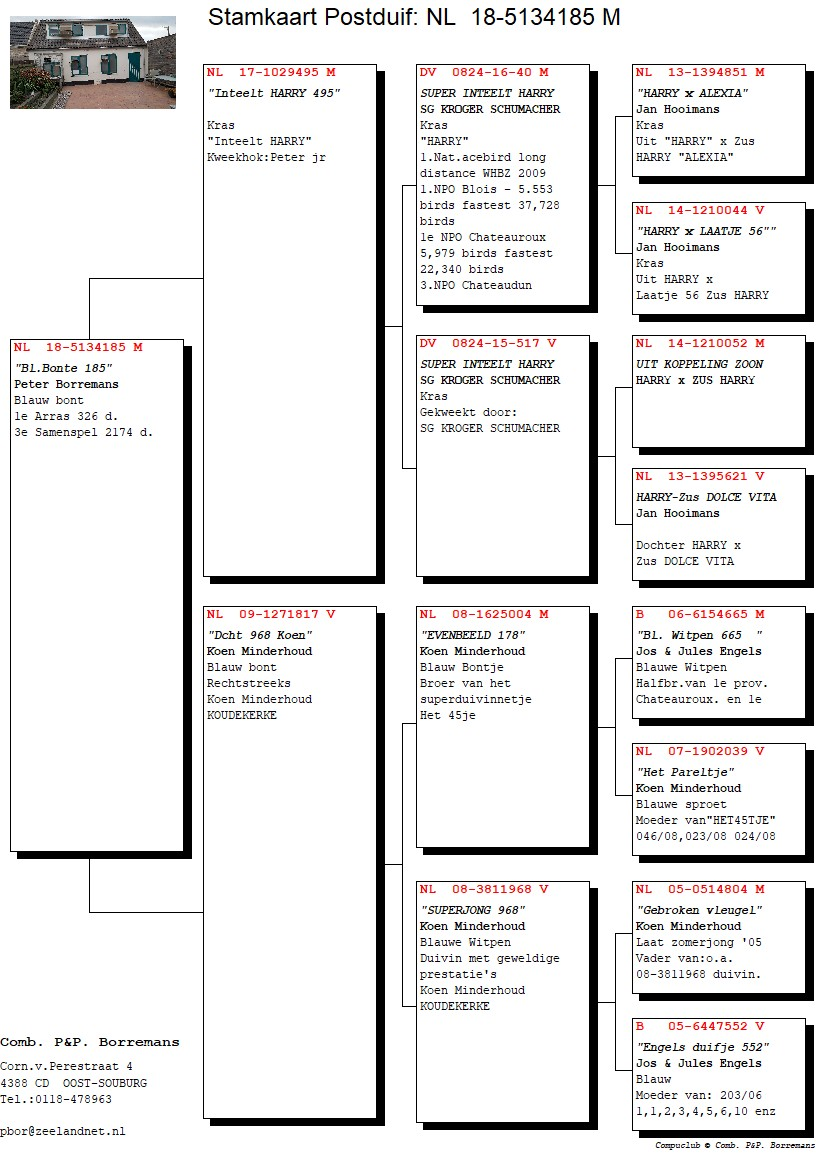 Stamkaart Postduif: NL 18-5134185 M
NL 18-5134185 M
"Bl.Bonte 185"
Peter Borremans
Blauw bont
1e Arras 326 d.
3e Samenspel 2174 d.
NL 17-1029495 M
"Inteelt HARRY 495"
Kras
"Inteelt HARRY"
Kweekhok:Peter jr
NL 09-1271817 V
"Dcht 968 Koen"
Koen Minderhoud
Blauw bont
Rechtstreeks
Koen Minderhoud
KOUDEKERKE
DV 0824-16-40 M
SUPER INTEELT HARRY
SG KROGER SCHUMACHER
Kras
"HARRY"
1.Nat.acebird long
distance WHBZ 2009
1.NPO Blois - 5.553
birds fastest 37,728
birds
1e NPO Chateauroux
5,979 birds fastest
22,340 birds
3.NPO Chateaudun
DV 0824-15-517 V
SUPER INTEELT HARRY
SG KROGER SCHUMACHER
Kras
Gekweekt door:
SG KROGER SCHUMACHER
NL 08-1625004 M
"EVENBEELD 178"
Koen Minderhoud
Blauw Bontje
Broer van het
superduivinnetje
Het 45je
NL 08-3811968 V
"SUPERJONG 968"
Koen Minderhoud
Blauwe Witpen
Duivin met geweldige
prestatie's
Koen Minderhoud
KOUDEKERKE
NL 13-1394851 M
"HARRY x ALEXIA"
Jan Hooimans
Kras
Uit "HARRY" x Zus
HARRY "ALEXIA"
NL 14-1210044 V
"HARRY x LAATJE 56""
Jan Hooimans
Kras
Uit HARRY x
Laatje 56 Zus HARRY
NL 14-1210052 M
UIT KOPPELING ZOON
HARRY x ZUS HARRY
NL 13-1395621 V
HARRY-Zus DOLCE VITA
Jan Hooimans
Dochter HARRY x
Zus DOLCE VITA
B 06-6154665 M
"Bl. Witpen 665 "
Jos & Jules Engels
Blauwe Witpen
Halfbr.van 1e prov.
Chateauroux. en 1e
NL 07-1902039 V
"Het Pareltje"
Koen Minderhoud
Blauwe sproet
Moeder van"HET45TJE"
046/08,023/08 024/08
NL 05-0514804 M
"Gebroken vleugel"
Koen Minderhoud
Laat zomerjong '05
Vader van:o.a.
08-3811968 duivin.
B 05-6447552 V
"Engels duifje 552"
Jos & Jules Engels
Blauw
Moeder van: 203/06
1,1,2,3,4,5,6,10 enz
Comb. P&P. Borremans
Corn.v.Perestraat 4
4388 CD OOST-SOUBURG
Tel.:0118-478963
pbor@zeelandnet.nl
Compuclub © Comb. P&P. Borremans